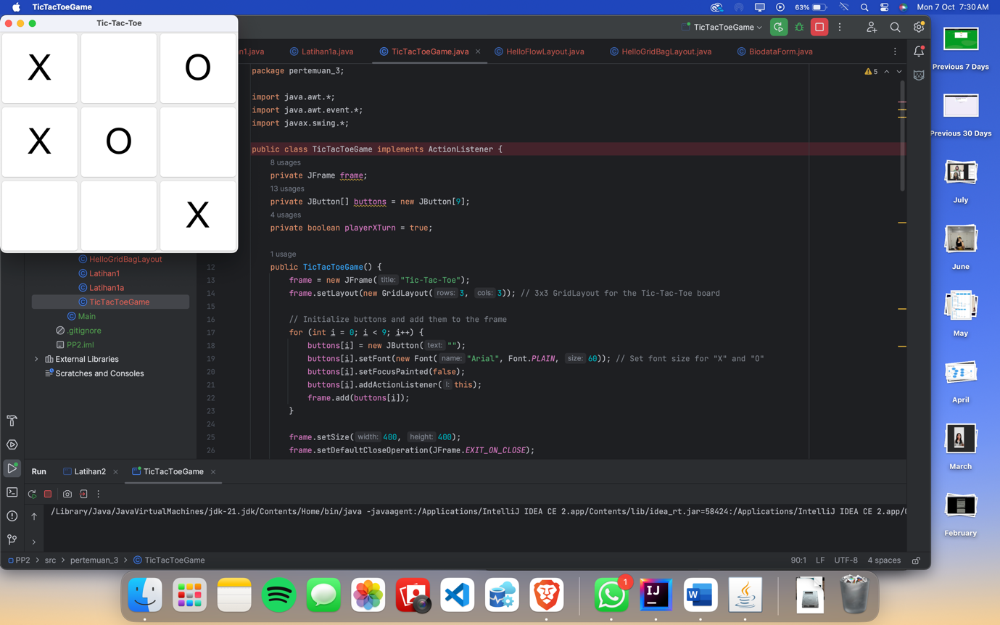 TicTacToeGame
63%
Mon 7 Oct 7:30 AM
Tic-Tac-Toe
X O
X O
X
TicTacToeGame
Latihan1a.java
TicTacToeGame.java
HelloFlowLayout.java
HelloGridBagLayout.java
BiodataForm.java
5
package pertemuan_3;
import java.awt.*;
import java.awt.event.*;
import javax.swing.*;
public class TicTacToeGame implements ActionListener {
8 usages
private JFrame frame;
13 usages
private JButton[] buttons = new JButton[9];
4 usages
private boolean playerXTurn = true;
1 usage
12 public TicTacToeGame() {
13 frame = new JFrame( title: "Tic-Tac-Toe");
14 frame.setLayout(new GridLayout( rows: 3, cols: 3)); // 3x3 GridLayout for the Tic-Tac-Toe board
15
16 // Initialize buttons and add them to the frame
17 for (int i = 0; i < 9; i++) {
18 buttons[i] = new JButton( text: "");
19 buttons[i].setFont(new Font( name: "Arial", Font.PLAIN, size: 60)); // Set font size for "X" and "O"
20 buttons[i].setFocusPainted(false);
21 buttons[i].addActionListener( l: this);
22 frame.add(buttons[i]);
23 }
24
25 frame.setSize( width: 400, height: 400);
26 frame.setDefaultCloseOperation(JFrame.EXIT_ON_CLOSE);
HelloGridBagLayout
Latihan1
Latihan1a
TicTacToeGame
Main
.gitignore
PP2.iml
External Libraries
Scratches and Consoles
Run
Latihan2
TicTacToeGame
/Library/Java/JavaVirtualMachines/jdk-21.jdk/Contents/Home/bin/java -javaagent:/Applications/IntelliJ IDEA CE 2.app/Contents/lib/idea_rt.jar=58424:/Applications/IntelliJ IDEA CE 2.app/
PP2 > src > pertemuan_3 > TicTacToeGame
90:1 LF UTF-8 4 spaces
Previous 7 Days
Previous 30 Days
July
June
May
April
March
February
1
IJ
W